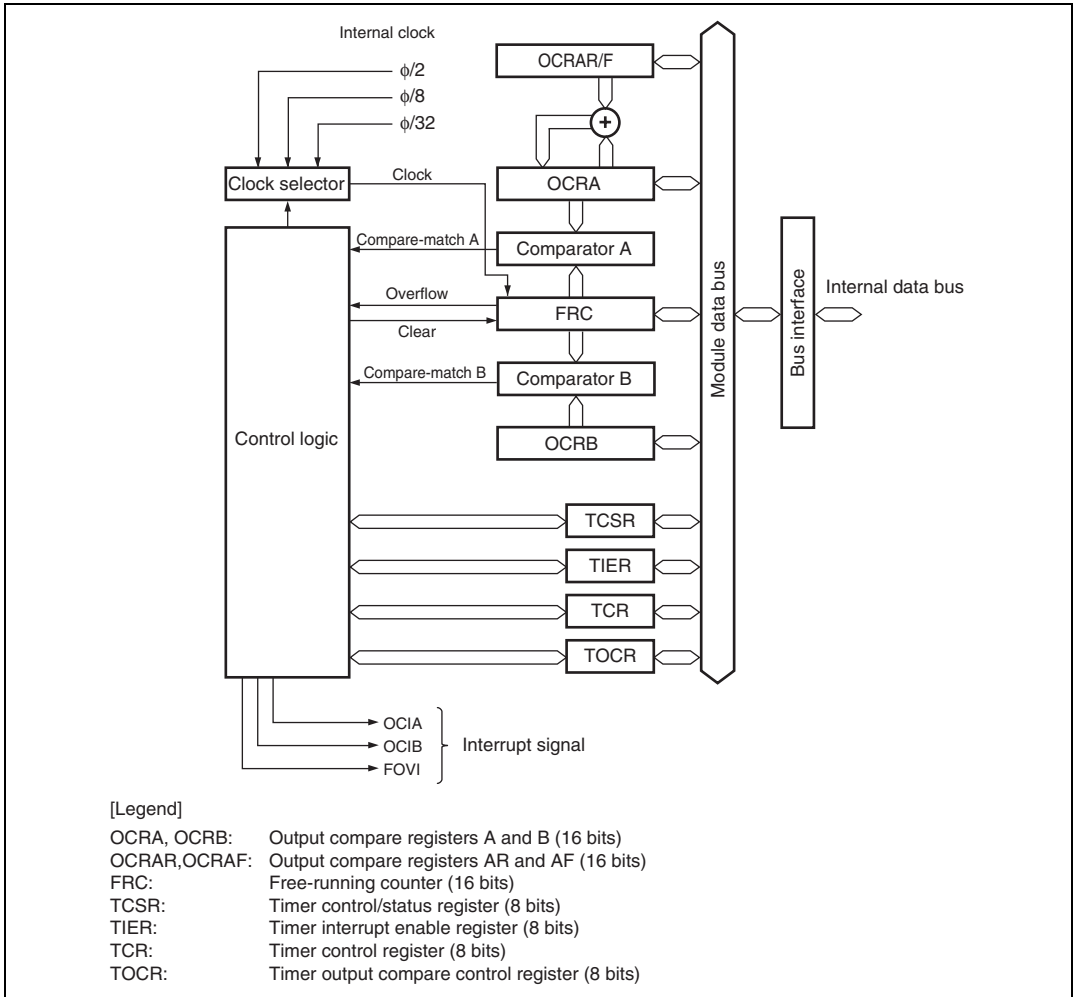 Internal clock
ϕ/2
ϕ/8
ϕ/32
OCRAR/F
+
Clock selector
Clock
OCRA
Compare-match A
Comparator A
Overflow
FRC
Clear
Compare-match B
Comparator B
Control logic
OCRB
Module data bus
Bus interface
Internal data bus
TCSR
TIER
TCR
TOCR
OCIA
OCIB
FOVI
Interrupt signal
[Legend]
OCRA, OCRB: Output compare registers A and B (16 bits)
OCRAR,OCRAF: Output compare registers AR and AF (16 bits)
FRC: Free-running counter (16 bits)
TCSR: Timer control/status register (8 bits)
TIER: Timer interrupt enable register (8 bits)
TCR: Timer control register (8 bits)
TOCR: Timer output compare control register (8 bits)